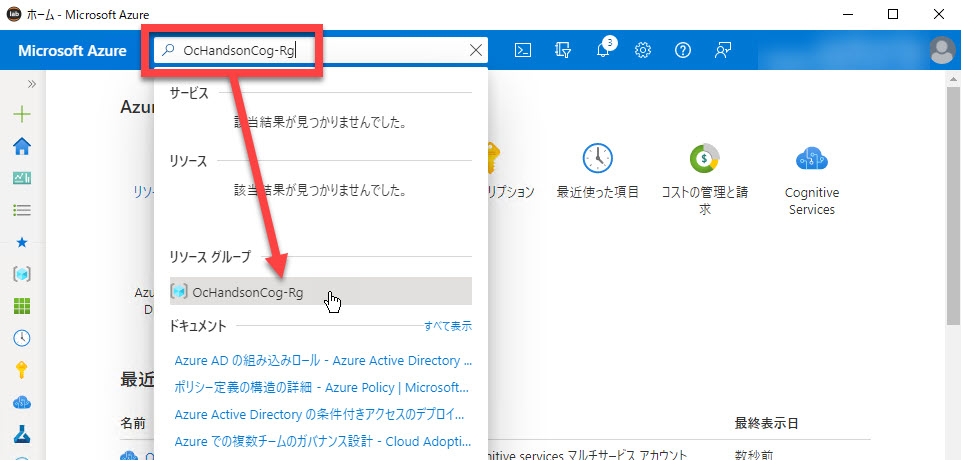 ホーム - Microsoft Azure
Microsoft Azure
OcHandsonCog-Rg
3
サービス
該当結果が見つかりませんでした。
リソース
該当結果が見つかりませんでした。
リソース グループ
OcHandsonCog-Rg
ドキュメント
すべて表示
Azure AD の組み込みロール - Azure Active Directory ...
ポリシー定義の構造の詳細 - Azure Policy | Microsoft...
Azure Active Directory の条件付きアクセスのデプロイ...
Azure での複数チームのガバナンス設計 - Cloud Adopti...
Azu
リソー
リプション
最近使った項目
コストの管理と請求
Cognitive
Services
Az
D
最近
名前
最終表示日
O
ognitive services マルチサービス アカウント
数秒前